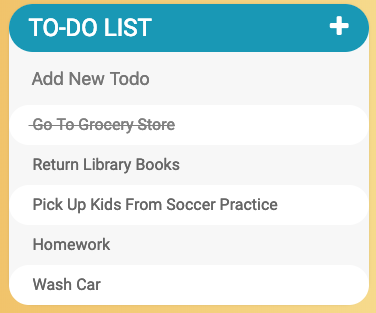 TO-DO LIST +
Add New Todo
Go To Grocery Store
Return Library Books
Pick Up Kids From Soccer Practice
Homework
Wash Car